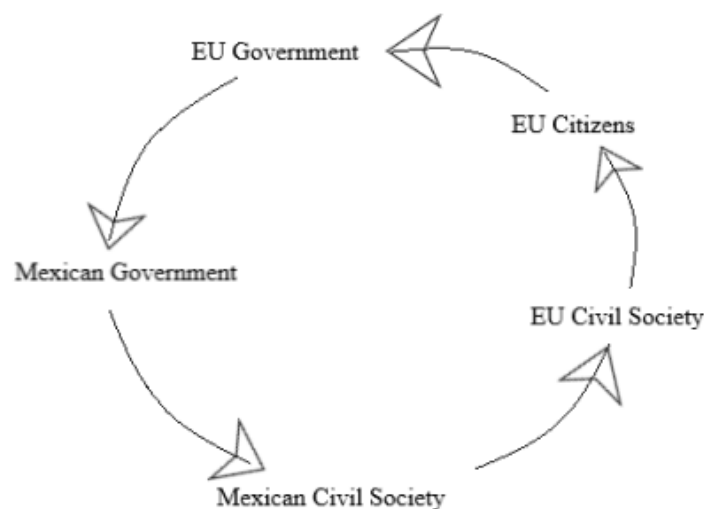 EU Government
EU Citizens
Mexican Government
EU Civil Society
Mexican Civil Society